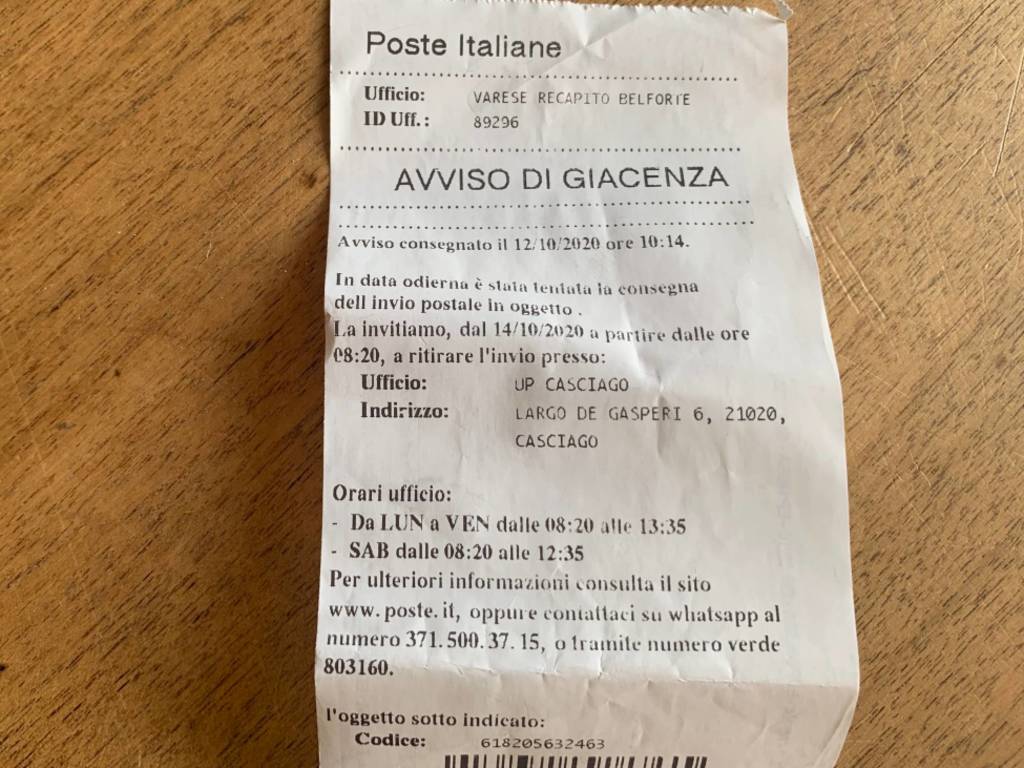 Poste Italiane
Ufficio: VARESE RECAPITO BELFORTE
ID Uff.: 89296
AVVISO DI GIACENZA
Avviso consegnato il 12/10/2020 ore 10:14.
In data odierna è stata tentata la consegna
dell invio postale in oggetto .
La invitiamo, dal 14/10/2020 a partire dalle ore
08:20, a ritirare l'invio presso:
Ufficio: UP CASCIAGO
Indirizzo: LARGO DE GASPERI 6, 21020,
CASCIAGO
Orari ufficio:
- Da LUN a VEN dalle 08:20 alle 13:35
- SAB dalle 08:20 alle 12:35
Per ulteriori informazioni consulta il sito
www.poste.it, oppure contattaci su whatsapp al
numero 371.500.37.15, o tramite numero verde
803160.
l'oggetto sotto indicato:
Codice: 618205632463